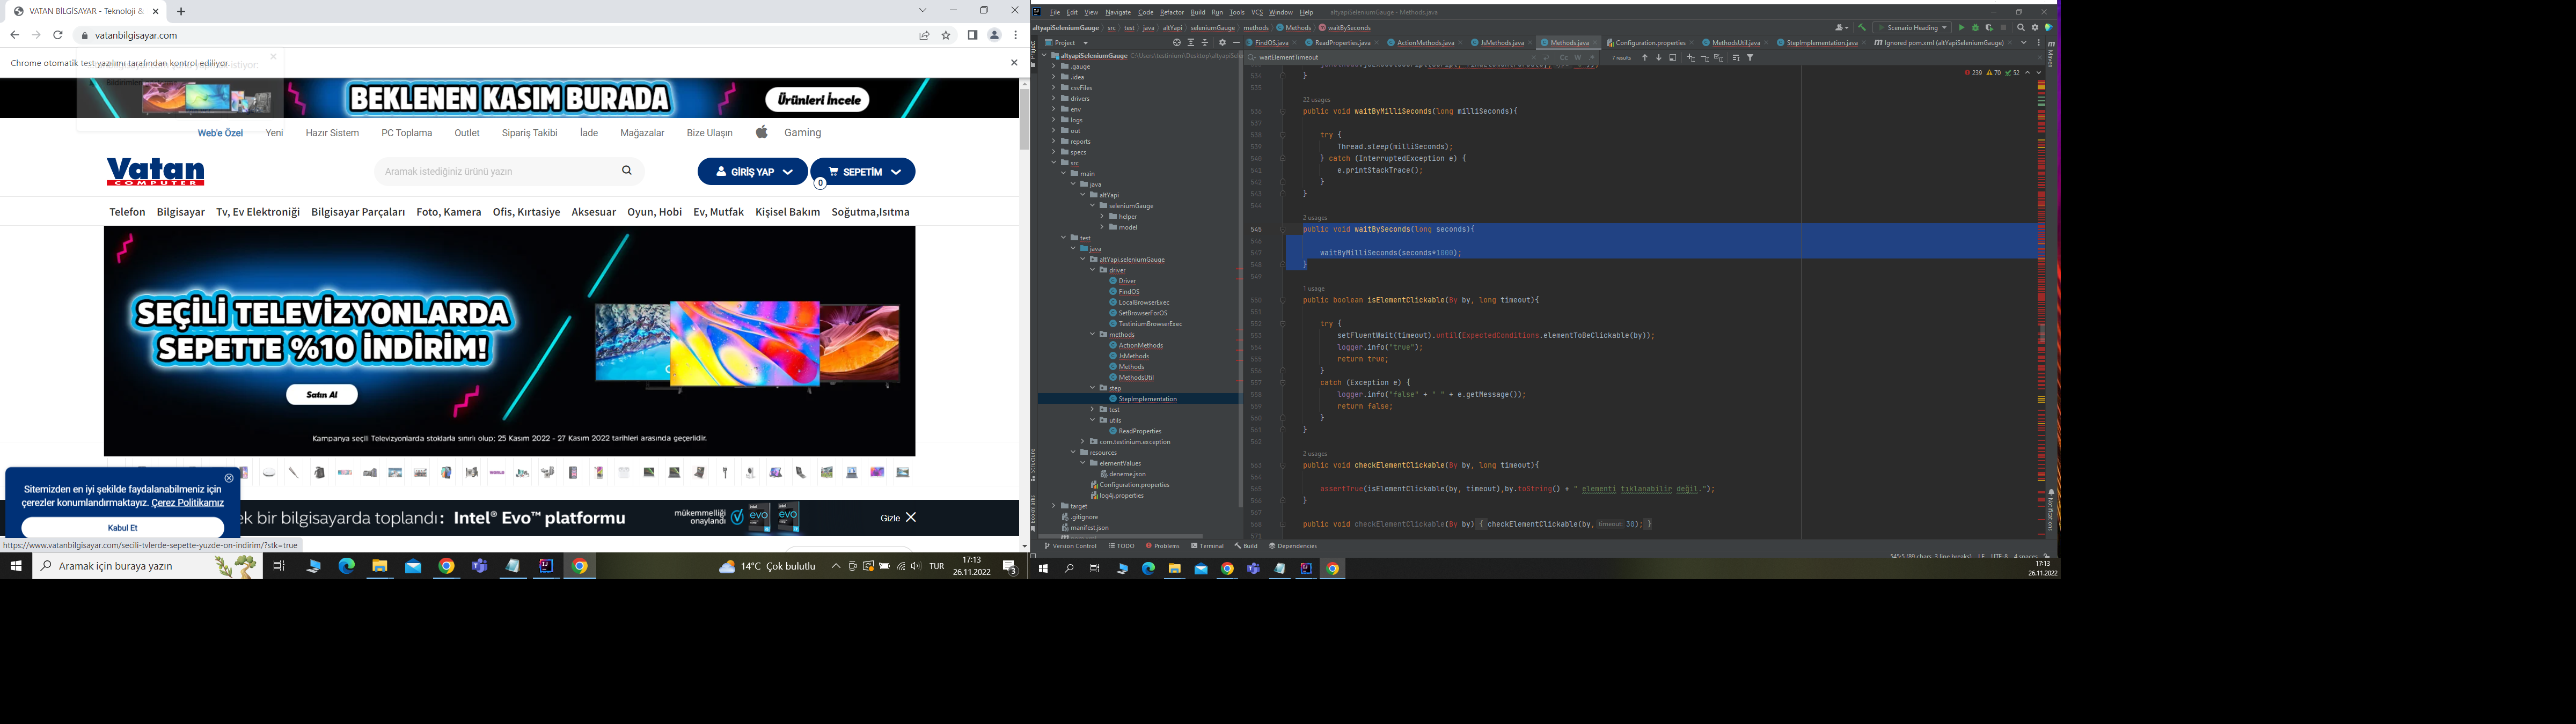 VATAN BİLGİSAYAR - Teknoloji &
vatanbilgisayar.com
Chrome otomatik test yazılımı tarafından kontrol ediliyor.
BEKLENEN KASIM BURADA
Ürünleri İncele
Web'e Özel Yeni Hazır Sistem PC Toplama Outlet Sipariş Takibi İade Mağazalar Bize Ulaşın Gaming
Vatan
COMPUTER
Aramak istediğiniz ürünü yazın
GİRİŞ YAP
0 SEPETİM
Telefon Bilgisayar Tv, Ev Elektroniği Bilgisayar Parçaları Foto, Kamera Ofis, Kırtasiye Aksesuar Oyun, Hobi Ev, Mutfak Kişisel Bakım Soğutma,Isıtma
SEÇİLİ TELEVİZYONLARDA
SEPETTE %10 İNDİRİM!
Satın Al
Kampanya seçili Televizyonlarda stoklarla sınırlı olup; 25 Kasım 2022 - 27 Kasım 2022 tarihleri arasında geçerlidir.
Sitemizden en iyi şekilde faydalanabilmeniz için
çerezler konumlandırmaktayız. Çerez Politikamız
Kabul Et
ek bir bilgisayarda toplandı: Intel® Evo™ platformu
mükemmelliği
onaylandı
evo evo
Gizle
https://www.vatanbilgisayar.com/secili-tvlerde-sepette-yuzde-on-indirim/?stk=true
Aramak için buraya yazın
14°C Çok bulutlu
TUR
17:13
26.11.2022
3
File Edit View Navigate Code Refactor Build Run Tools VCS Window Help altyapiSeleniumGauge - Methods.java
altyapiSeleniumGauge src test java altYapi seleniumGauge methods Methods waitBySeconds
Scenario Heading
Project
FindOS.java ReadProperties.java ActionMethods.java JsMethods.java Methods.java Configuration.properties MethodsUtil.java StepImplementation.java Ignored pom.xml (altYapiSeleniumGauge)
waitElementTimeout
Cc W
7 results
239 70 52
altyapiSeleniumGauge
.gauge
.idea
csvFiles
drivers
env
logs
out
reports
specs
src
main
java
altYapi
seleniumGauge
helper
model
test
java
altYapi.seleniumGauge
driver
Driver
FindOS
LocalBrowserExec
SetBrowserForOS
TestiniumBrowserExec
methods
ActionMethods
JsMethods
Methods
MethodsUtil
step
StepImplementation
test
utils
ReadProperties
com.testinium.exception
resources
elementValues
deneme.json
Configuration.properties
log4j.properties
target
.gitignore
manifest.json
534 }
535
22 usages
536 public void waitByMilliSeconds(long milliSeconds){
537
538 try {
539 Thread.sleep(milliSeconds);
540 } catch (InterruptedException e) {
541 e.printStackTrace();
542 }
543 }
544
2 usages
545 public void waitBySeconds(long seconds){
546
547 waitByMilliSeconds(seconds*1000);
548 }
549
1 usage
550 public boolean isElementClickable(By by, long timeout){
551
552 try {
553 setFluentWait(timeout).until(ExpectedConditions.elementToBeClickable(by));
554 logger.info("true");
555 return true;
556 }
557 catch (Exception e) {
558 logger.info("false" + " " + e.getMessage());
559 return false;
560 }
561 }
562
2 usages
563 public void checkElementClickable(By by, long timeout){
564
565 assertTrue(isElementClickable(by, timeout),by.toString() + " elementi tıklanabilir değil.");
566 }
567
568 public void checkElementClickable(By by) { checkElementClickable(by, timeout: 30); }
571
Maven
Notifications
Structure
Bookmarks
Version Control TODO Problems Terminal Build Dependencies
17:13
26.11.2022